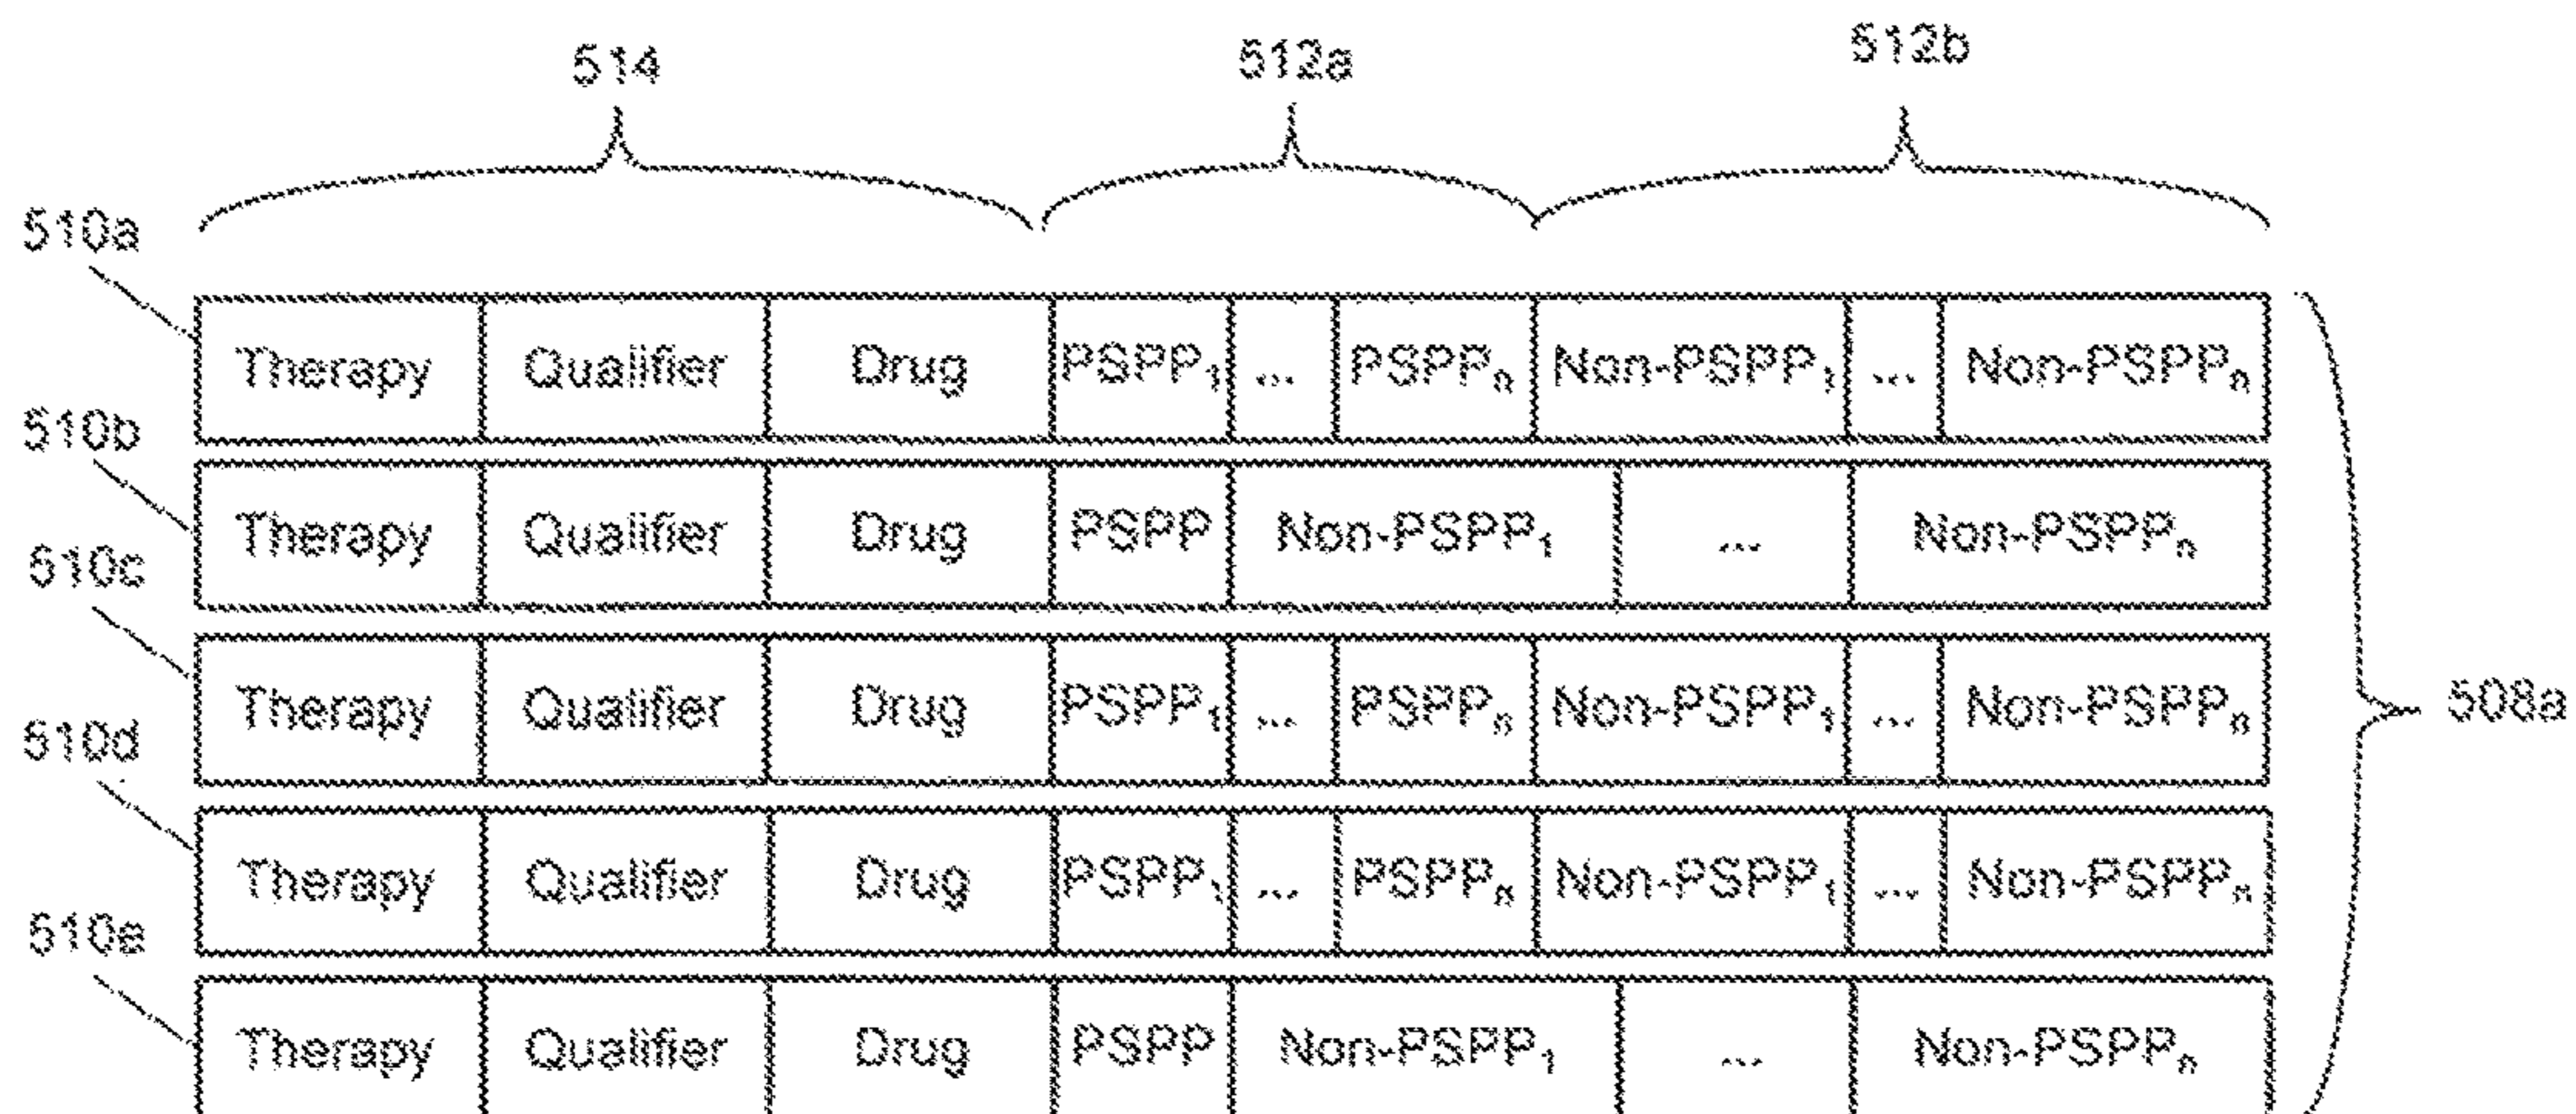 514 512a 512b
510a
Therapy Qualifier Drug PSPP₁ ... PSPPₙ Non-PSPP₁ ... Non-PSPPₙ
510b
Therapy Qualifier Drug PSPP Non-PSPP₁ ... Non-PSPPₙ
510c
Therapy Qualifier Drug PSPP₁ ... PSPPₙ Non-PSPP₁ ... Non-PSPPₙ 508a
510d
Therapy Qualifier Drug PSPP₁ ... PSPPₙ Non-PSPP₁ ... Non-PSPPₙ
510e
Therapy Qualifier Drug PSPP Non-PSPP₁ ... Non-PSPPₙ